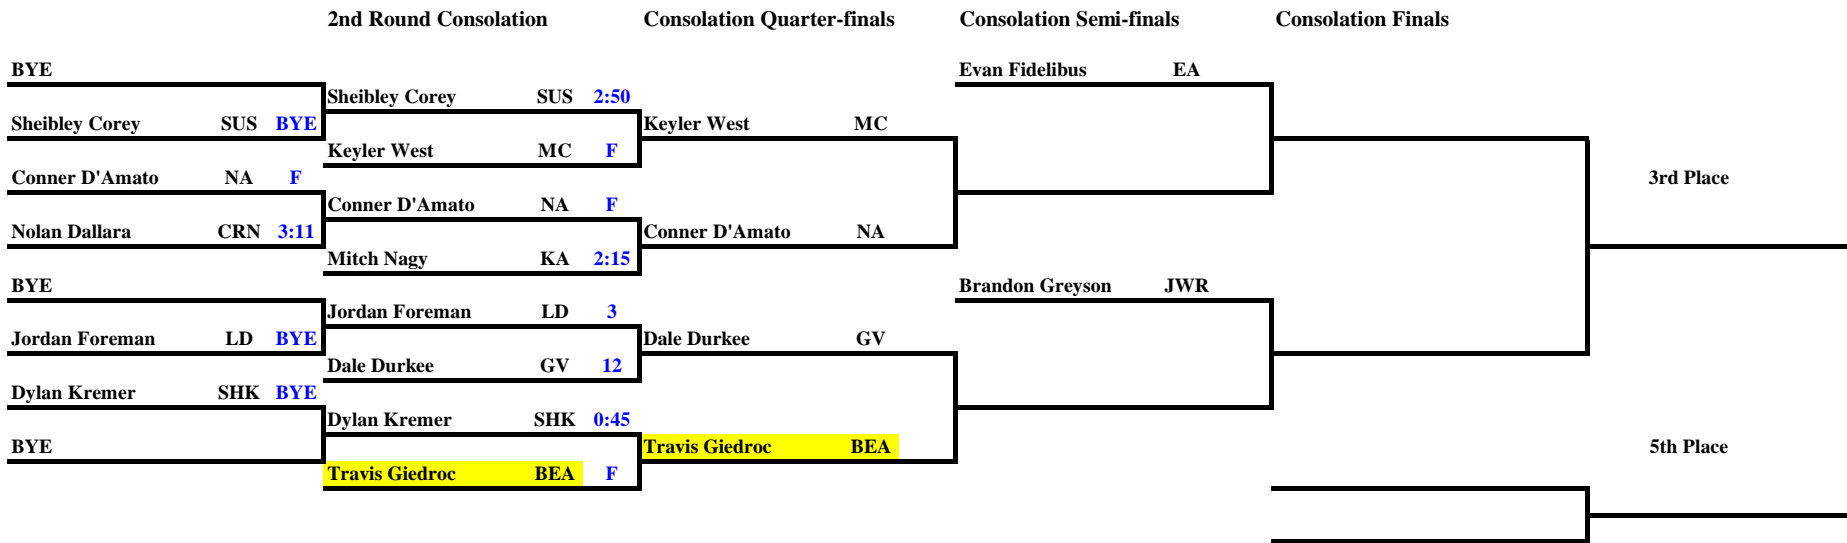 2nd Round Consolation Consolation Quarter-finals Consolation Semi-finals Consolation Finals
BYE Evan Fidelibus EA
Sheibley Corey SUS 2:50
Sheibley Corey SUS BYE Keyler West MC
Keyler West MC F
Conner D'Amato NA F 3rd Place
Conner D'Amato NA F
Nolan Dallara CRN 3:11 Conner D'Amato NA
Mitch Nagy KA 2:15
BYE Brandon Greyson JWR
Jordan Foreman LD 3
Jordan Foreman LD BYE Dale Durkee GV
Dale Durkee GV 12
Dylan Kremer SHK BYE
Dylan Kremer SHK 0:45
BYE Travis Giedroc BEA 5th Place
Travis Giedroc BEA F